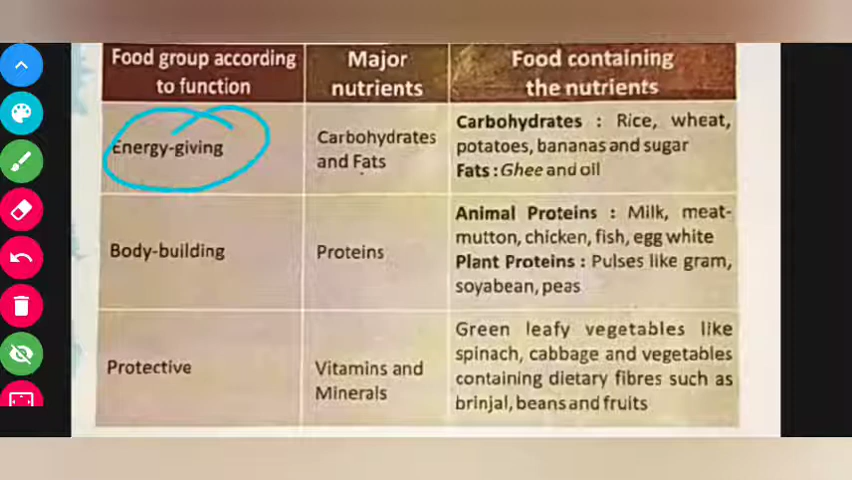 Food group according
to function
Major
nutrients
Food containing
the nutrients
Energy-giving
Carbohydrates
and Fats
Carbohydrates : Rice, wheat,
potatoes, bananas and sugar
Fats : Ghee and oil
Body-building
Proteins
Animal Proteins : Milk, meat-
mutton, chicken, fish, egg white
Plant Proteins : Pulses like gram,
soyabean, peas
Protective
Vitamins and
Minerals
Green leafy vegetables like
spinach, cabbage and vegetables
containing dietary fibres such as
brinjal, beans and fruits